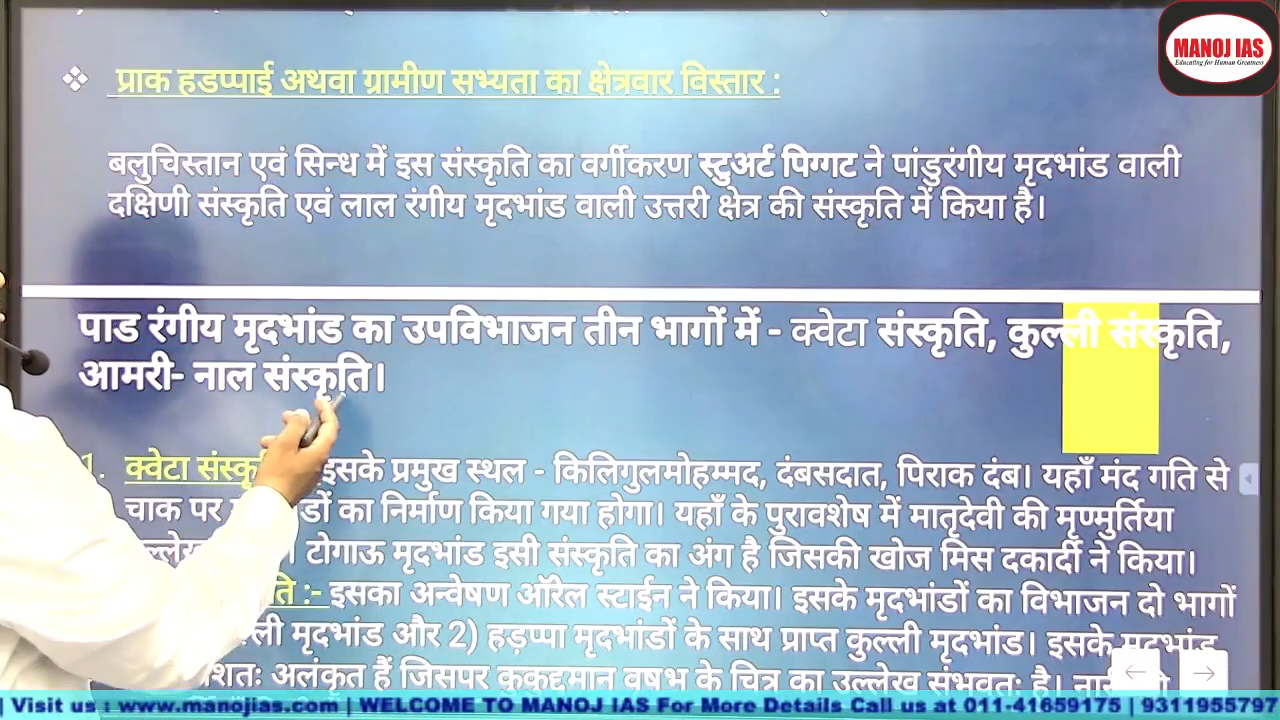 MANOJ IAS
Educating for Human Greatness
प्राक हडप्पाई अथवा ग्रामीण सभ्यता का क्षेत्रवार विस्तार :
बलुचिस्तान एवं सिन्ध में इस संस्कृति का वर्गीकरण स्टुअर्ट पिग्गट ने पांडुरंगीय मृदभांड वाली
दक्षिणी संस्कृति एवं लाल रंगीय मृदभांड वाली उत्तरी क्षेत्र की संस्कृति में किया है।
पाड रंगीय मृदभांड का उपविभाजन तीन भागों में - क्वेटा संस्कृति, कुल्ली संस्कृति,
आमरी- नाल संस्कृति।
1. क्वेटा इसके प्रमुख स्थल - किलिगुलमोहम्मद, दंबसदात, पिराक दंब। यहाँ मंद गति से
चाक पर का निर्माण किया गया होगा। यहाँ के पुरावशेष में मातृदेवी की मृण्मुर्तिया
टोगाऊ मृदभांड इसी संस्कृति का अंग है जिसकी खोज मिस दकार्दी ने किया।
:- इसका अन्वेषण ऑरेल स्टाईन ने किया। इसके मृदभांडों का विभाजन दो भागों
मृदभांड और 2) हड़प्पा मृदभांडों के साथ प्राप्त कुल्ली मृदभांड। इसके मृदभांड
अलंकृत हैं जिसपर कुकुद्दमान वृषभ के चित्र का उल्लेख संभवतः है।
| Visit us : www.manojias.com | WELCOME TO MANOJ IAS For More Details Call us at 011-41659175 | 9311955797